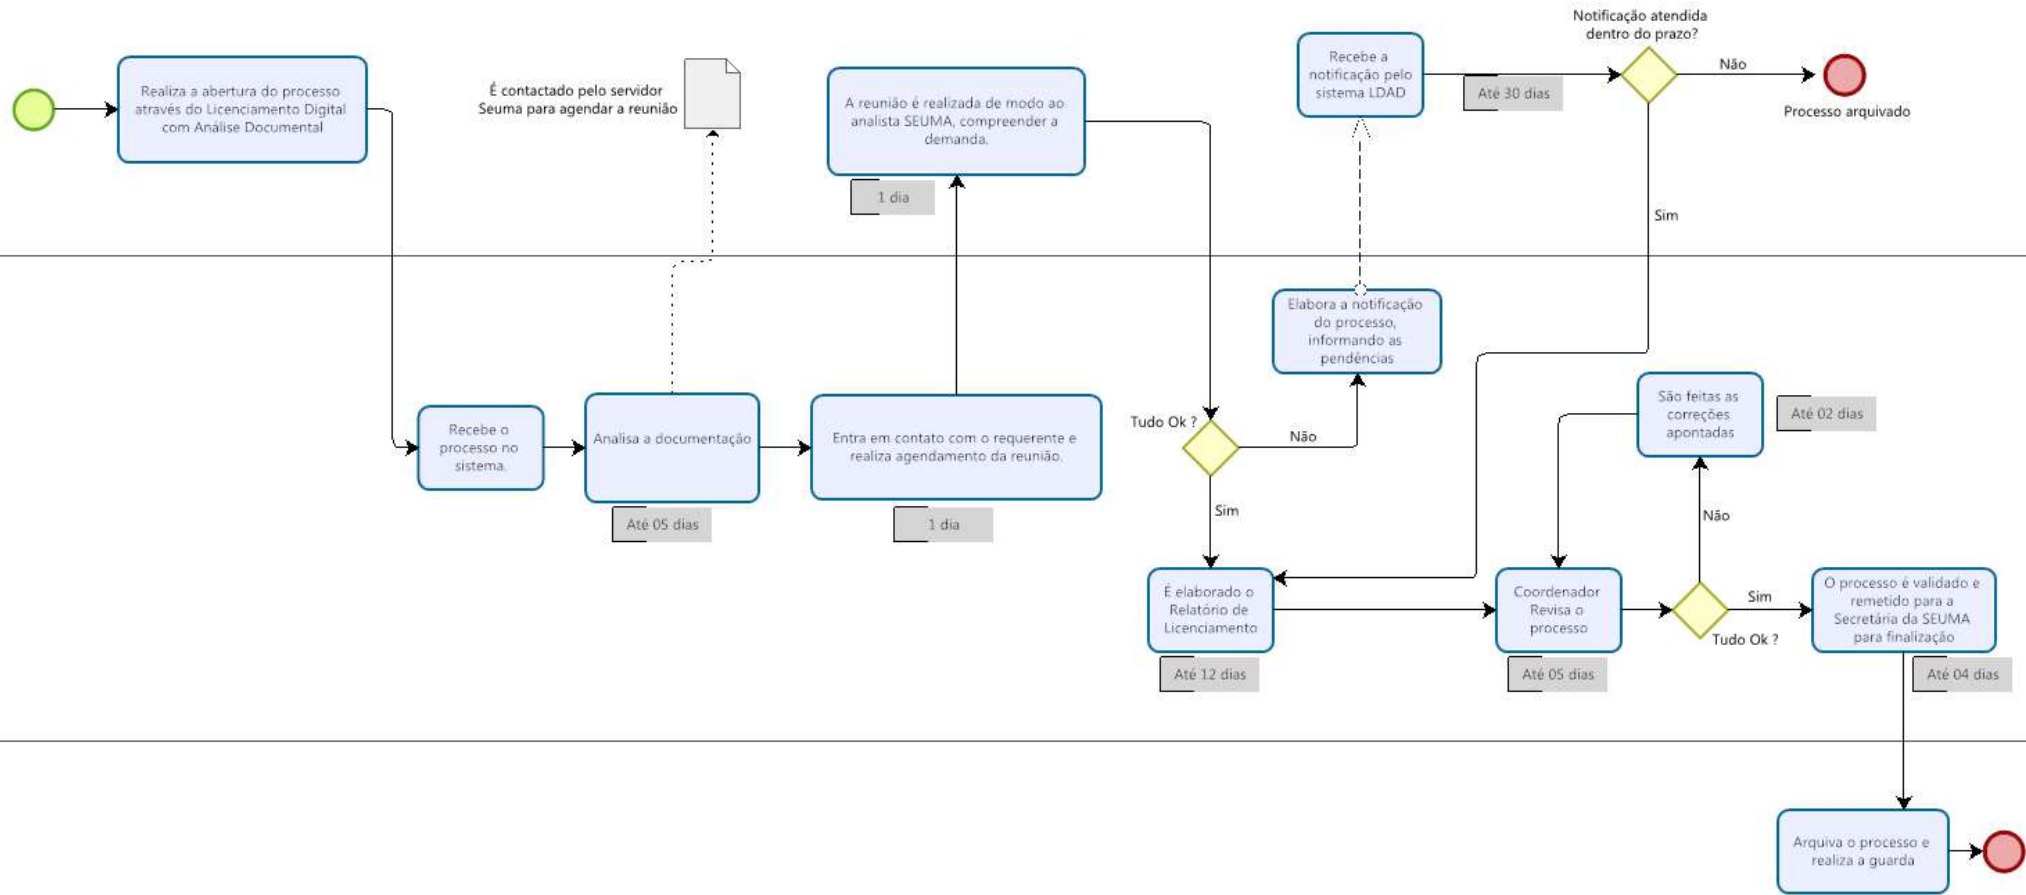 Realiza a abertura do processo
através do Licenciamento Digital
com Análise Documental
É contactado pelo servidor
Seuma para agendar a reunião
A reunião é realizada de modo ao
analista SEUMA, compreender a
demanda.
1 dia
Recebe a
notificação pelo
sistema LDAD
Até 30 dias
Notificação atendida
dentro do prazo?
Não
Processo arquivado
Sim
Recebe o
processo no
sistema.
Analisa a documentação
Até 05 dias
Entra em contato com o requerente e
realiza agendamento da reunião.
1 dia
Tudo Ok ?
Não
Elabora a notificação
do processo,
informando as
pendências
Sim
É elaborado o
Relatório de
Licenciamento
Até 12 dias
Coordenador
Revisa o
processo
Até 05 dias
São feitas as
correções
apontadas
Até 02 dias
Não
Tudo Ok ?
Sim
O processo é validado e
remetido para a
Secretária da SEUMA
para finalização
Até 04 dias
Arquiva o processo e
realiza a guarda